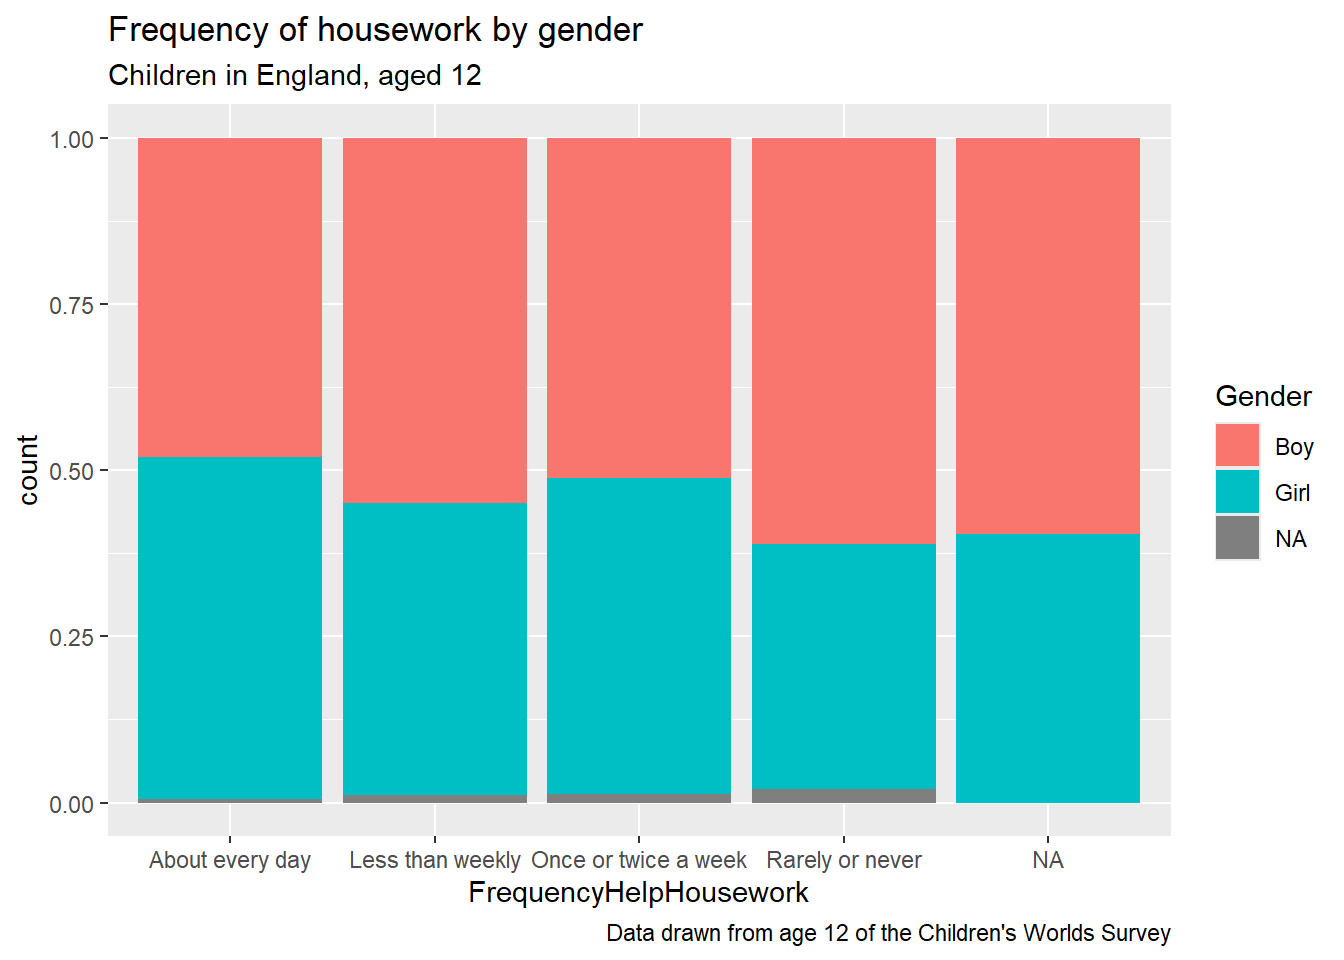 Frequency of housework by gender
Children in England, aged 12
1.00
0.75
0.50
0.25
0.00
count
About every day
Less than weekly
Once or twice a week
Rarely or never
NA
FrequencyHelpHousework
Gender
Boy
Girl
NA
Data drawn from age 12 of the Children's Worlds Survey